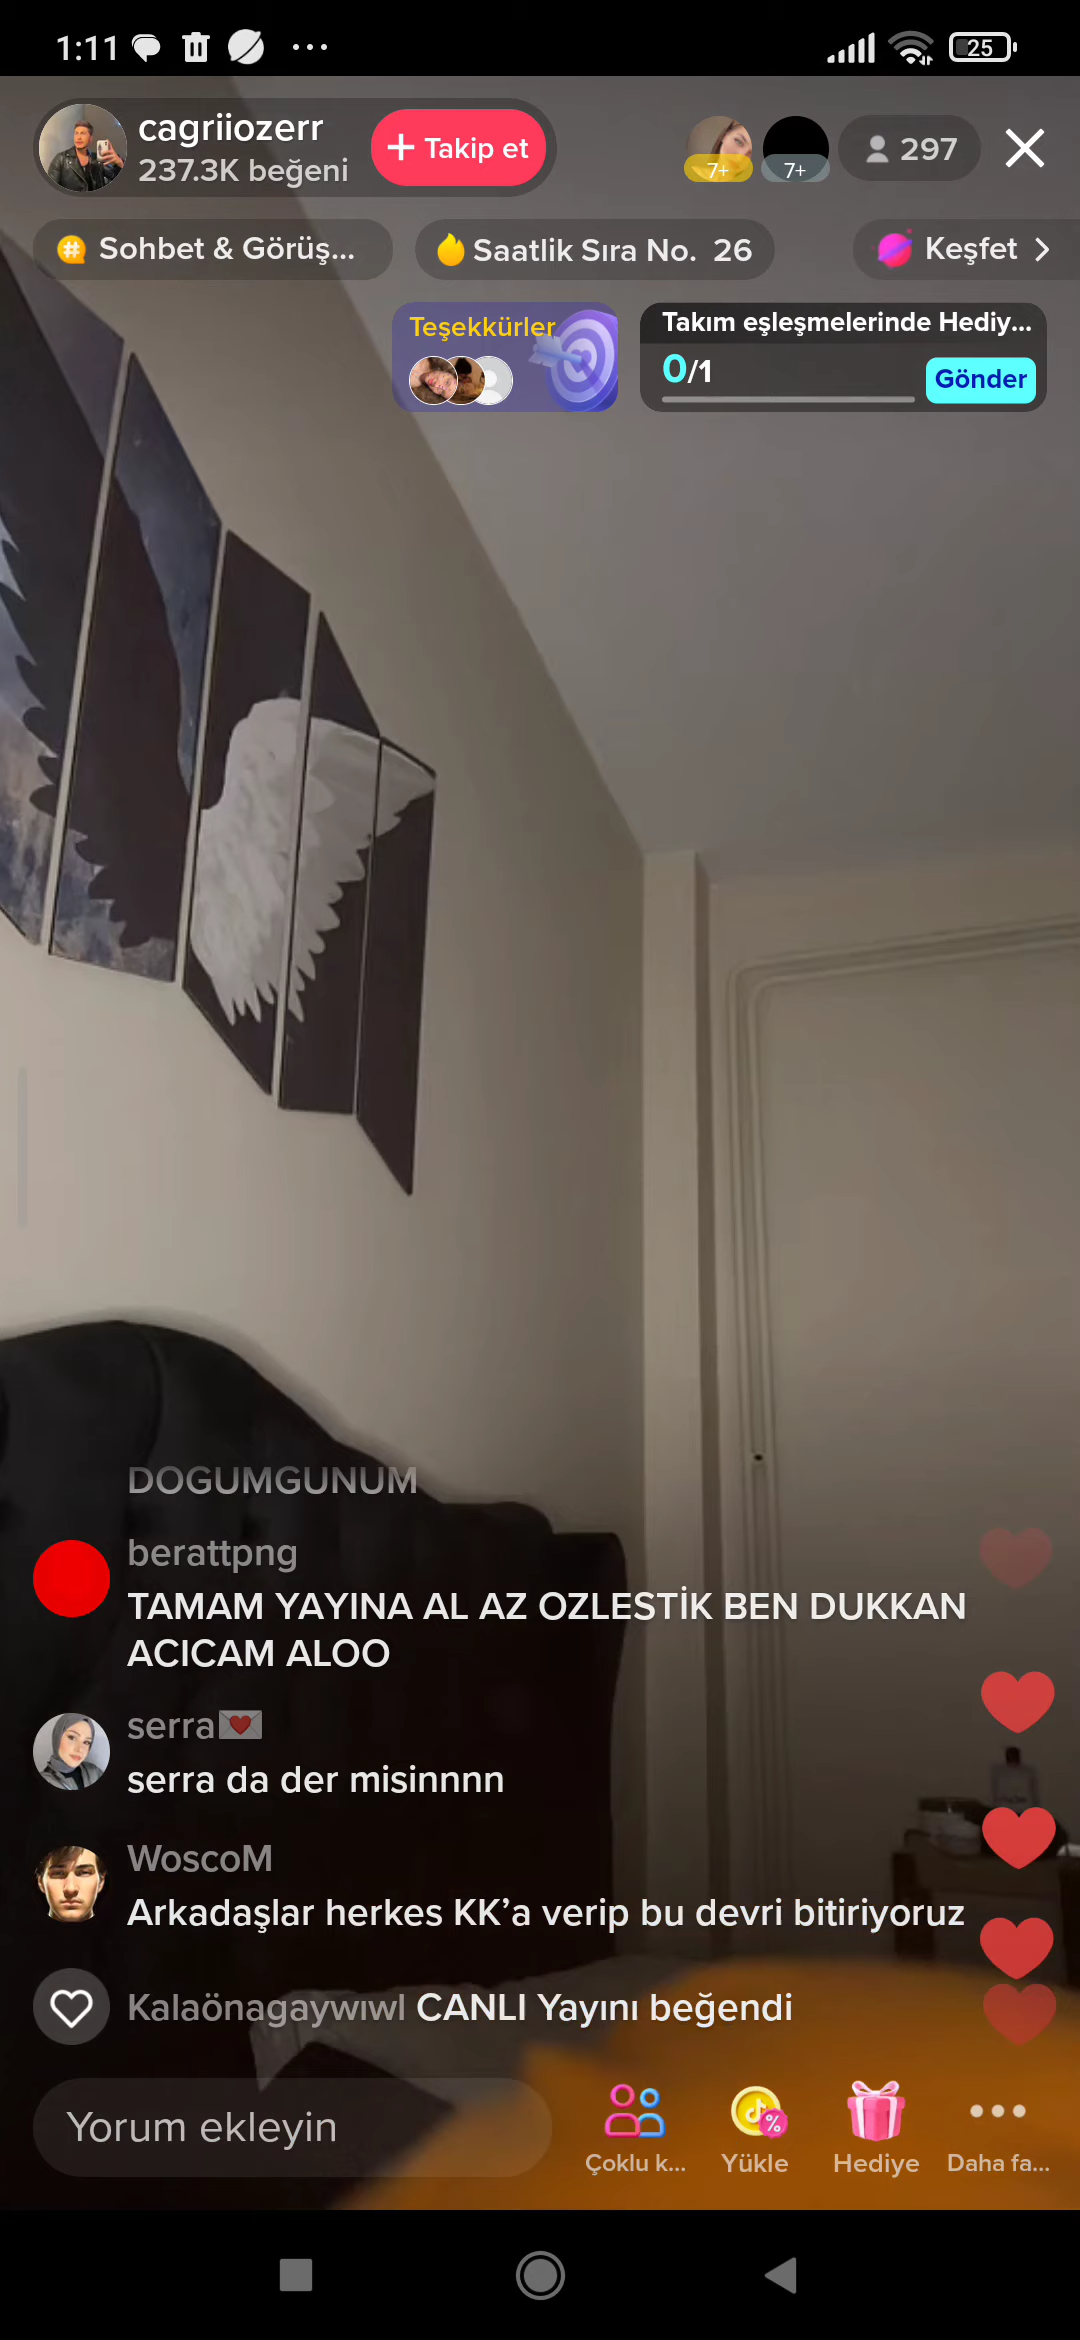 1:11
25
cagriiozerr
237.3K beğeni
+ Takip et
7+
7+
297
Sohbet & Görüş...
Saatlik Sıra No. 26
Keşfet
Teşekkürler
Takım eşleşmelerinde Hediy...
0/1
Gönder
DOGUMGUNUM
berattpng
TAMAM YAYINA AL AZ OZLESTİK BEN DUKKAN
ACICAM ALOO
serra💌
serra da der misinnnn
WoscoM
Arkadaşlar herkes KK’a verip bu devri bitiriyoruz
Kalaönagaywıwl CANLI Yayını beğendi
Yorum ekleyin
Çoklu k...
Yükle
Hediye
Daha fa...